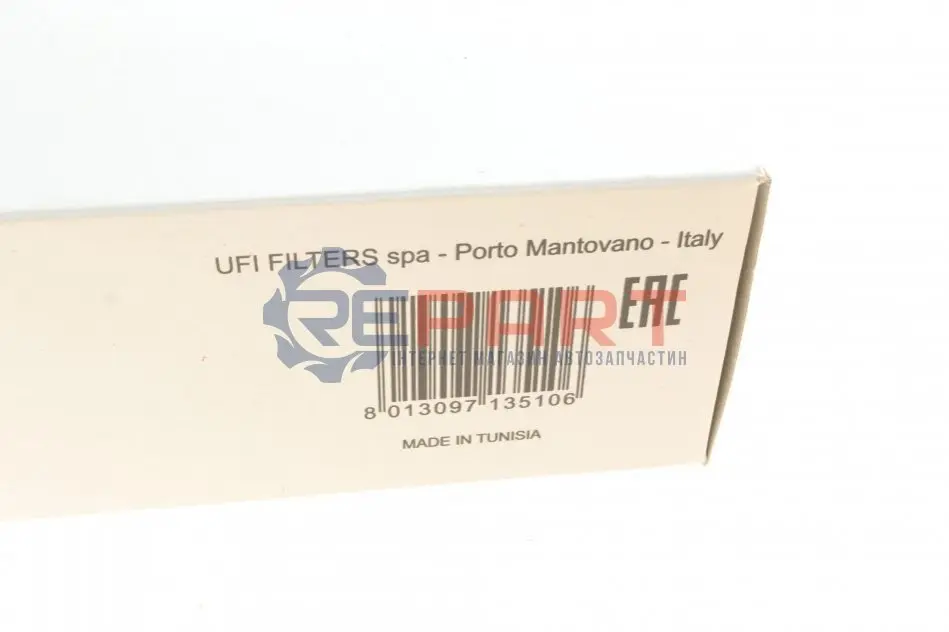 UFI FILTERS spa - Porto Mantovano - Italy
EAC
REPART
ІНТЕРНЕТ МАГАЗИН АВТОЗАПЧАСТИН
8 013097 135106
MADE IN TUNISIA